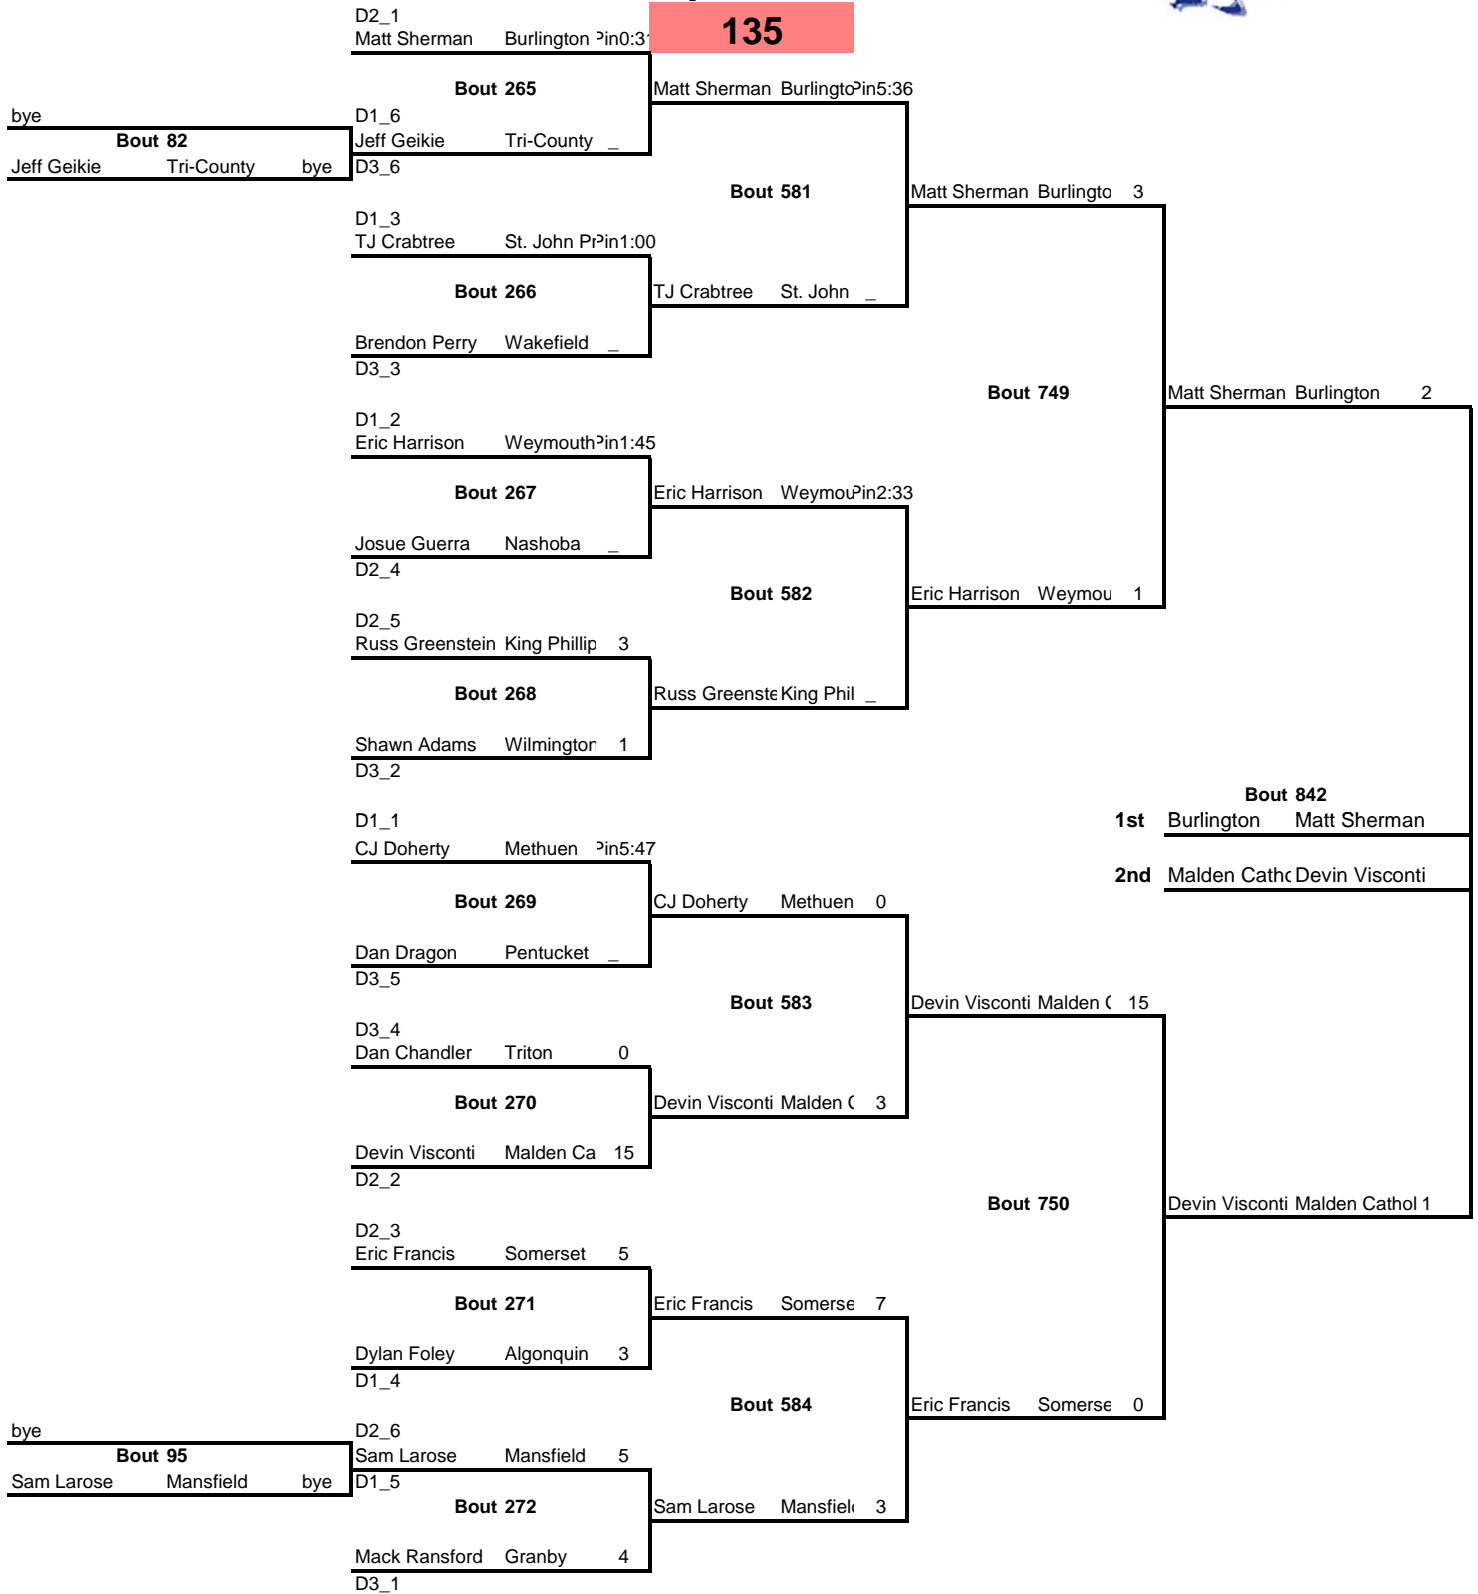 D2_1
135
Matt Sherman Burlington Pin0:31
Bout 265 Matt Sherman Burlingto Pin5:36
bye D1_6
Bout 82 Jeff Geikie Tri-County _
Jeff Geikie Tri-County bye D3_6
Bout 581 Matt Sherman Burlingto 3
D1_3
TJ Crabtree St. John Pr Pin1:00
Bout 266 TJ Crabtree St. John _
Brendon Perry Wakefield _
D3_3
Bout 749 Matt Sherman Burlington 2
D1_2
Eric Harrison Weymouth Pin1:45
Bout 267 Eric Harrison Weymou Pin2:33
Josue Guerra Nashoba _
D2_4
Bout 582 Eric Harrison Weymou 1
D2_5
Russ Greenstein King Phillip 3
Bout 268 Russ Greenste King Phil _
Shawn Adams Wilmington 1
D3_2
Bout 842
D1_1 1st Burlington Matt Sherman
CJ Doherty Methuen Pin5:47
2nd Malden Catho Devin Visconti
Bout 269 CJ Doherty Methuen 0
Dan Dragon Pentucket _
D3_5
Bout 583 Devin Visconti Malden C 15
D3_4
Dan Chandler Triton 0
Bout 270 Devin Visconti Malden C 3
Devin Visconti Malden Ca 15
D2_2
Bout 750 Devin Visconti Malden Cathol 1
D2_3
Eric Francis Somerset 5
Bout 271 Eric Francis Somerse 7
Dylan Foley Algonquin 3
D1_4
Bout 584 Eric Francis Somerse 0
bye D2_6
Bout 95 Sam Larose Mansfield 5
Sam Larose Mansfield bye D1_5
Bout 272 Sam Larose Mansfiel 3
Mack Ransford Granby 4
D3_1